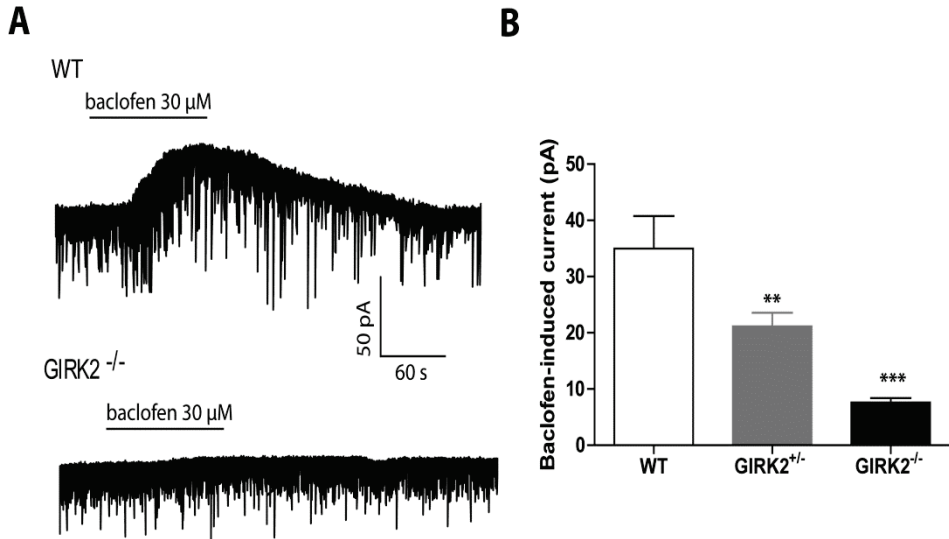 A
WT
baclofen 30 μM
50 pA
60 s
GIRK2 -/-
baclofen 30 μM
B
Baclofen-induced current (pA)
50
40
30
20
10
0
**
***
WT
GIRK2+/-
GIRK2-/-